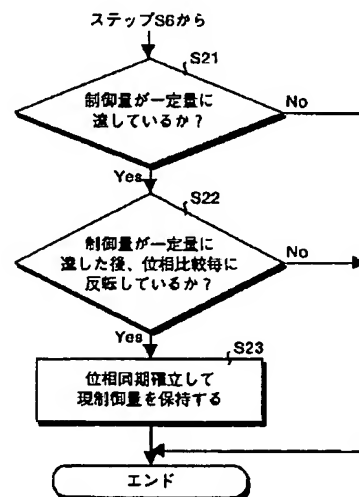 ステップS6から
S21
制御量が一定量に
達しているか？
No
Yes
S22
制御量が一定量に
達した後、位相比較毎に
反転しているか？
No
Yes
S23
位相同期確立して
現制御量を保持する
エンド